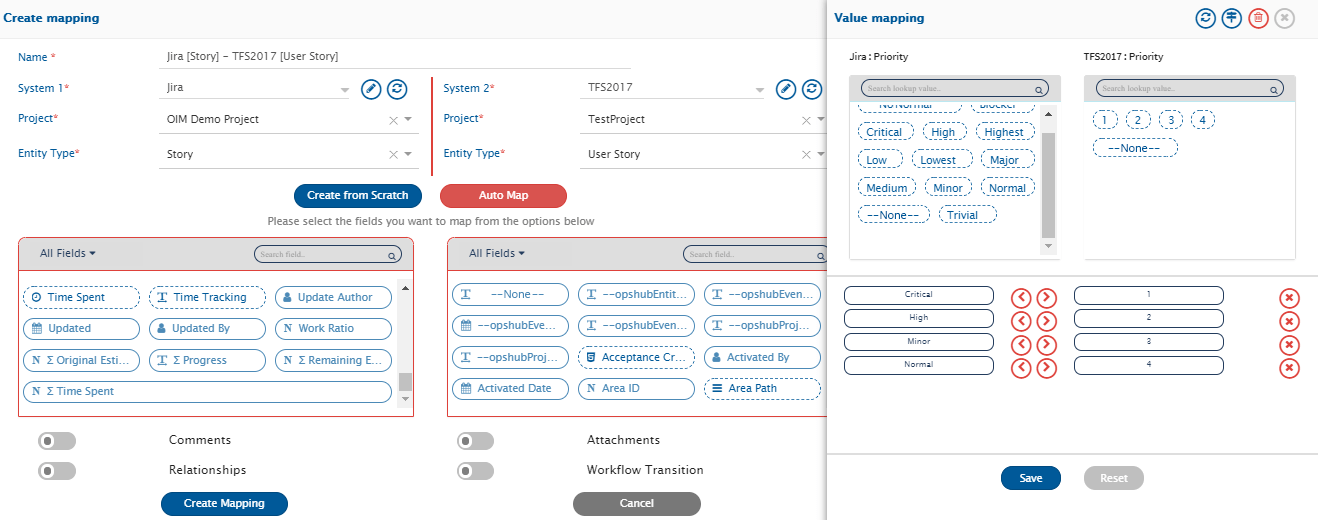 Create mapping
Name *
Jira [Story] - TFS2017 [User Story]
System 1*
Jira
System 2*
TFS2017
Project*
OIM Demo Project
Project*
TestProject
Entity Type*
Story
Entity Type*
User Story
Create from Scratch
Auto Map
Please select the fields you want to map from the options below
All Fields
Search field..
Time Spent
Time Tracking
Update Author
Updated
Updated By
N Work Ratio
N Σ Original Esti...
Σ Progress
N Σ Remaining E...
N Σ Time Spent
All Fields
Search field..
--None--
--opshubEntit...
--opshubEven...
--opshubEve...
--opshubEven...
--opshubProj...
--opshubProj...
Acceptance Cr...
Activated By
Activated Date
N Area ID
Area Path
Comments
Attachments
Relationships
Workflow Transition
Create Mapping
Cancel
Value mapping
Jira : Priority
TFS2017 : Priority
Search lookup value..
Search lookup value..
No Normal
Blocker
Critical
High
Highest
Low
Lowest
Major
Medium
Minor
Normal
--None--
Trivial
1
2
3
4
--None--
Critical
1
High
2
Minor
3
Normal
4
Save
Reset